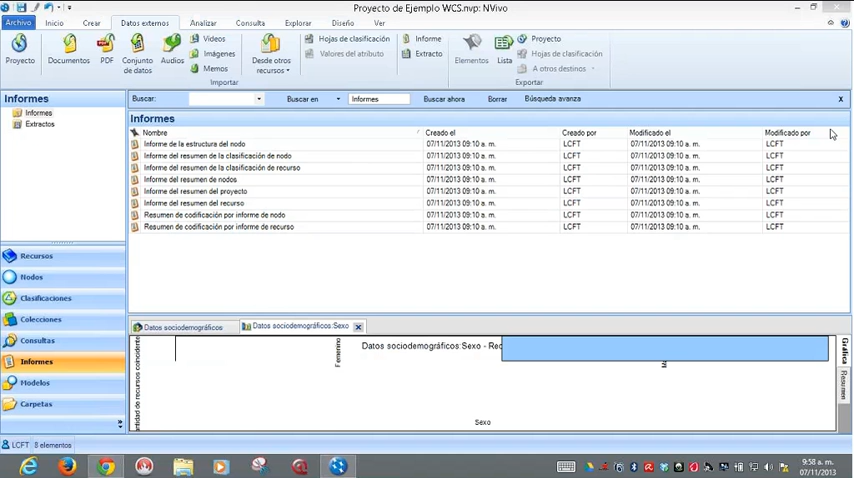 Proyecto de Ejemplo WCS.nvp: NVivo
Archivo Inicio Crear Datos externos Analizar Consulta Explorar Diseño Ver
Proyecto Documentos PDF Conjunto de datos Audios Videos Imágenes Memos Desde otros recursos
Hojas de clasificación
Valores del atributo
Informe
Extracto
Elementos Lista
Proyecto
Hojas de clasificación
A otros destinos
Importar Exportar
Informes
Informes
Extractos
Buscar: Buscar en Informes Buscar ahora Borrar Búsqueda avanza x
Informes
Nombre Creado el Creado por Modificado el Modificado por
Informe de la estructura del nodo 07/11/2013 09:10 a. m. LCFT 07/11/2013 09:10 a. m. LCFT
Informe del resumen de la clasificación de nodo 07/11/2013 09:10 a. m. LCFT 07/11/2013 09:10 a. m. LCFT
Informe del resumen de la clasificación de recurso 07/11/2013 09:10 a. m. LCFT 07/11/2013 09:10 a. m. LCFT
Informe del resumen de nodos 07/11/2013 09:10 a. m. LCFT 07/11/2013 09:10 a. m. LCFT
Informe del resumen del proyecto 07/11/2013 09:10 a. m. LCFT 07/11/2013 09:10 a. m. LCFT
Informe del resumen del recurso 07/11/2013 09:10 a. m. LCFT 07/11/2013 09:10 a. m. LCFT
Resumen de codificación por informe de nodo 07/11/2013 09:10 a. m. LCFT 07/11/2013 09:10 a. m. LCFT
Resumen de codificación por informe de recurso 07/11/2013 09:10 a. m. LCFT 07/11/2013 09:10 a. m. LCFT
Recursos
Nodos
Clasificaciones
Colecciones
Consultas
Informes
Modelos
Carpetas
Datos sociodemográficos Datos sociodemográficos:Sexo
Datos sociodemográficos:Sexo - Rec
antidad de recursos coincidente
Femenino
Sexo
Gráfica
Resumen
LCFT 8 elementos
9:58 a. m.
07/11/2013